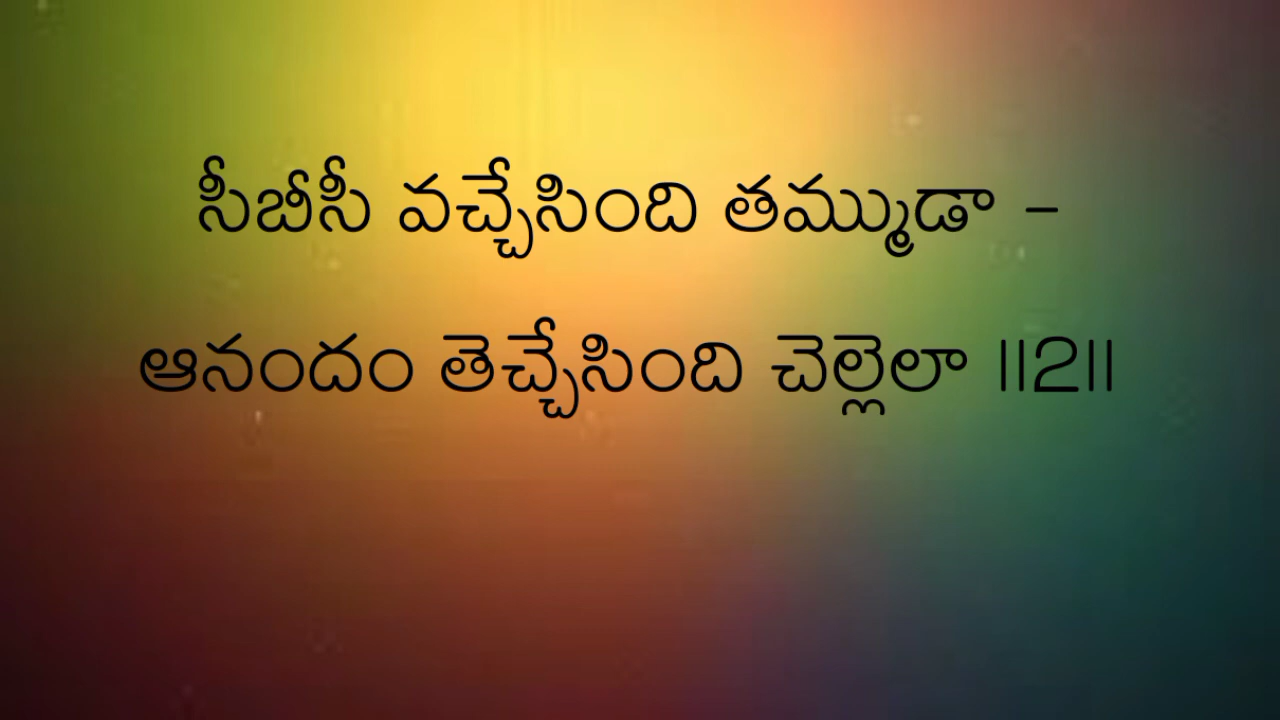 సీబీసీ వచ్చేసింది తమ్ముడా -
ఆనందం తెచ్చేసింది చెల్లెలా ||2||